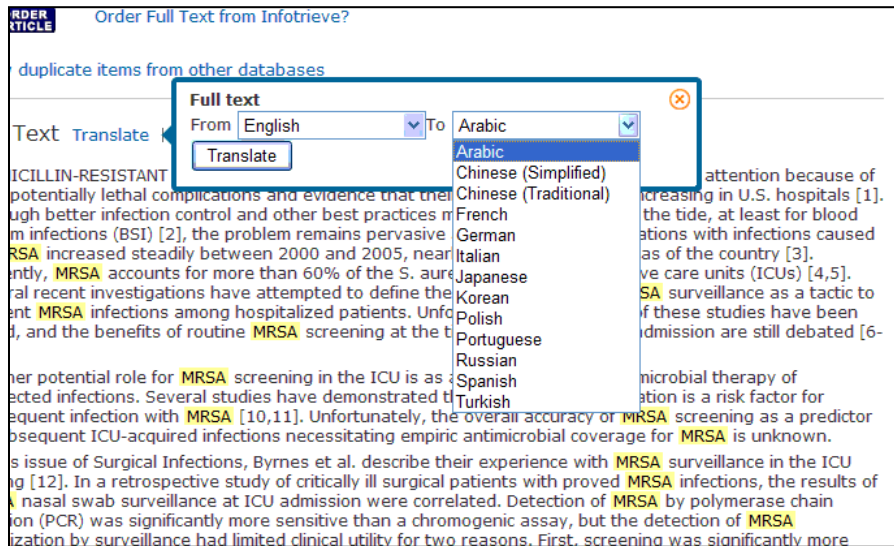 ORDER
ARTICLE
Order Full Text from Infotrieve?
duplicate items from other databases
Full text
From English To Arabic
Translate
Arabic
Chinese (Simplified)
Chinese (Traditional)
French
German
Italian
Japanese
Korean
Polish
Portuguese
Russian
Spanish
Turkish
Text Translate
ICILLIN-RESISTANT attention because of
potentially lethal complications and evidence that creasing in U.S. hospitals [1].
ugh better infection control and other best practices the tide, at least for blood
m infections (BSI) [2], the problem remains pervasive ations with infections caused
RSA increased steadily between 2000 and 2005, as of the country [3].
ently, MRSA accounts for more than 60% of the S. ve care units (ICUs) [4,5].
ral recent investigations have attempted to define the SA surveillance as a tactic to
ent MRSA infections among hospitalized patients. of these studies have been
d, and the benefits of routine MRSA screening at the dmission are still debated [6-
her potential role for MRSA screening in the ICU is as microbial therapy of
ected infections. Several studies have demonstrated ation is a risk factor for
equent infection with MRSA [10,11]. Unfortunately, the overall accuracy of MRSA screening as a predictor
bsequent ICU-acquired infections necessitating empiric antimicrobial coverage for MRSA is unknown.
s issue of Surgical Infections, Byrnes et al. describe their experience with MRSA surveillance in the ICU
ng [12]. In a retrospective study of critically ill surgical patients with proved MRSA infections, the results of
nasal swab surveillance at ICU admission were correlated. Detection of MRSA by polymerase chain
ion (PCR) was significantly more sensitive than a chromogenic assay, but the detection of MRSA
ization by surveillance had limited clinical utility for two reasons. First, screening was significantly more